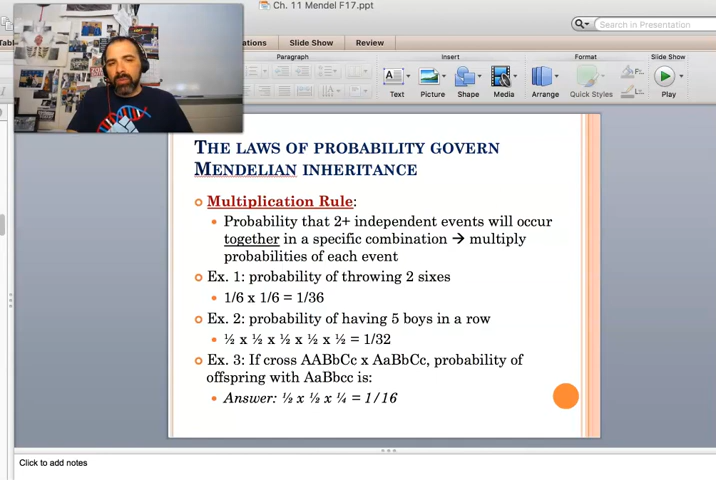 Ch. 11 Mendel F17.ppt
Search in Presentation
Slide Show
Review
Paragraph
Insert
Format
Slide Show
Text
Picture
Shape
Media
Arrange
Quick Styles
Play
THE LAWS OF PROBABILITY GOVERN
MENDELIAN INHERITANCE
Multiplication Rule:
Probability that 2+ independent events will occur
together in a specific combination → multiply
probabilities of each event
Ex. 1: probability of throwing 2 sixes
1/6 x 1/6 = 1/36
Ex. 2: probability of having 5 boys in a row
½ x ½ x ½ x ½ x ½ = 1/32
Ex. 3: If cross AABbCc x AaBbCc, probability of
offspring with AaBbcc is:
Answer: ½ x ½ x ¼ = 1/16
Click to add notes